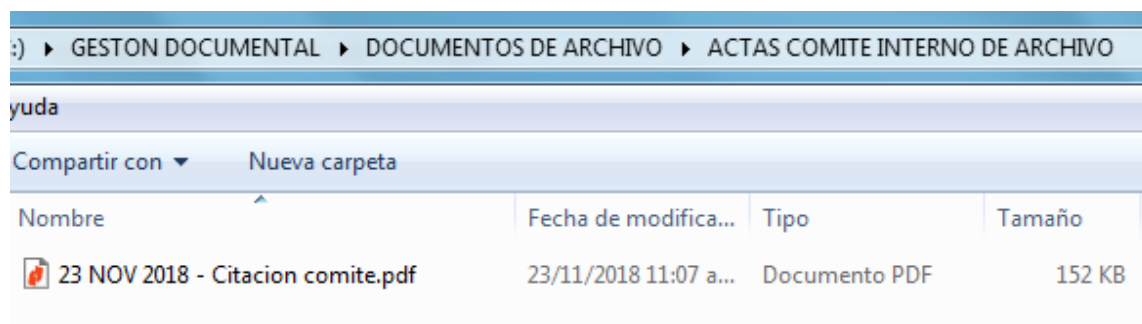 :) ▸ GESTON DOCUMENTAL ▸ DOCUMENTOS DE ARCHIVO ▸ ACTAS COMITE INTERNO DE ARCHIVO
yuda
Compartir con Nueva carpeta
Nombre Fecha de modifica... Tipo Tamaño
23 NOV 2018 - Citacion comite.pdf 23/11/2018 11:07 a... Documento PDF 152 KB